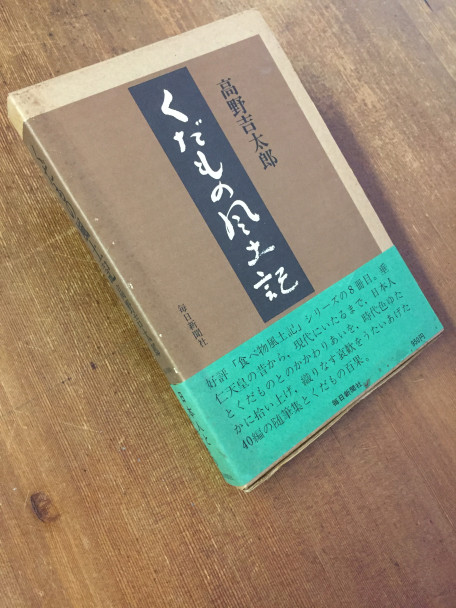 高野吉太郎
くだもの風土記
毎日新聞社
好評「食べ物風土記」シリーズの8冊目。垂
仁天皇の昔から、現代にいたるまで、日本人
とくだものとのかかわりあいを、時代色ゆた
かに拾い上げ、織りなす哀歓をうたいあげた
40編の随筆集とくだもの百果。
毎日新聞社